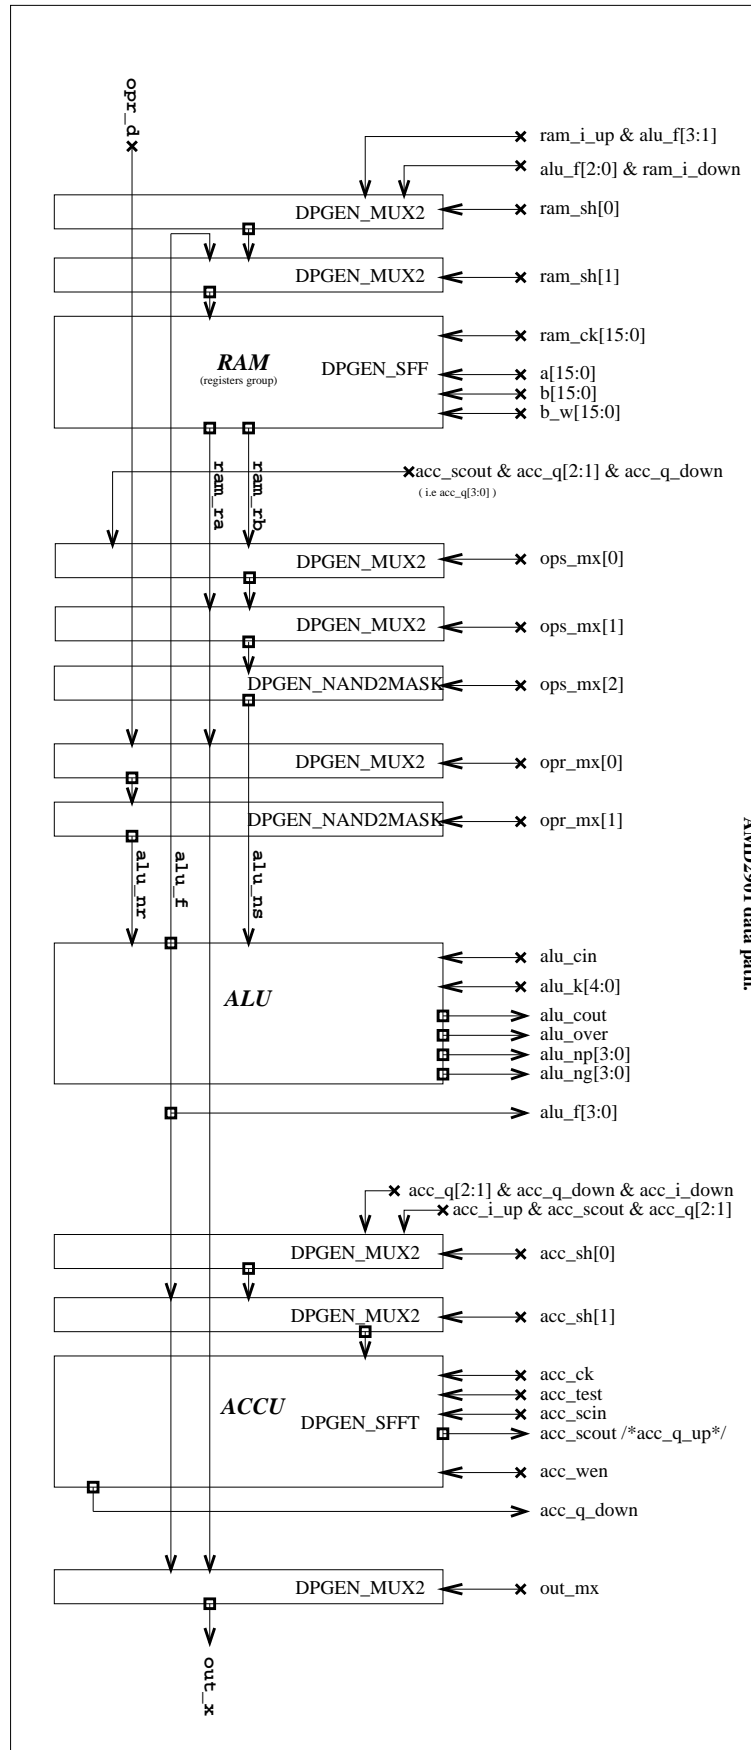 opr_d
ram_i_up & alu_f[3:1]
alu_f[2:0] & ram_i_down
DPGEN_MUX2
ram_sh[0]
DPGEN_MUX2
ram_sh[1]
RAM
(registers group)
DPGEN_SFF
ram_ck[15:0]
a[15:0]
b[15:0]
b_w[15:0]
ram_ra
ram_rb
acc_scout & acc_q[2:1] & acc_q_down
( i.e acc_q[3:0] )
DPGEN_MUX2
ops_mx[0]
DPGEN_MUX2
ops_mx[1]
DPGEN_NAND2MASK
ops_mx[2]
DPGEN_MUX2
opr_mx[0]
DPGEN_NAND2MASK
opr_mx[1]
alu_nr
alu_f
alu_ns
AMD2901 data path.
ALU
alu_cin
alu_k[4:0]
alu_cout
alu_over
alu_np[3:0]
alu_ng[3:0]
alu_f[3:0]
acc_q[2:1] & acc_q_down & acc_i_down
acc_i_up & acc_scout & acc_q[2:1]
DPGEN_MUX2
acc_sh[0]
DPGEN_MUX2
acc_sh[1]
ACCU
DPGEN_SFFT
acc_ck
acc_test
acc_scin
acc_scout /*acc_q_up*/
acc_wen
acc_q_down
DPGEN_MUX2
out_mx
out_x